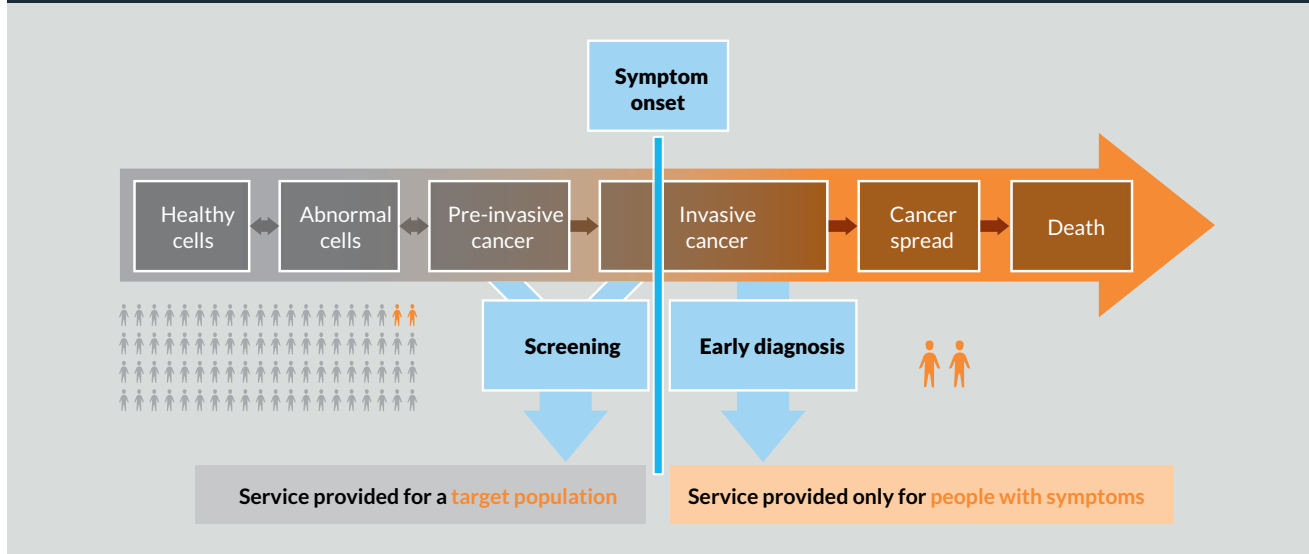 Symptom
onset
Healthy
cells
Abnormal
cells
Pre-invasive
cancer
Invasive
cancer
Cancer
spread
Death
Screening
Early diagnosis
Service provided for a target population
Service provided only for people with symptoms